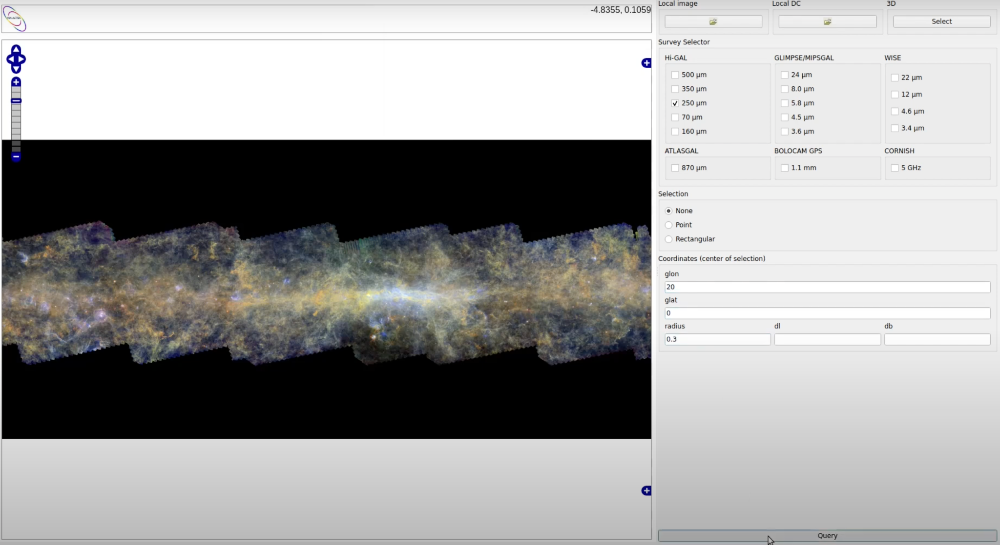 VIALACTEA
-4.8355, 0.1059
Local image
Local DC
3D
Select
Survey Selector
Hi-GAL
500 µm
350 µm
250 µm
70 µm
160 µm
GLIMPSE/MIPSGAL
24 µm
8.0 µm
5.8 µm
4.5 µm
3.6 µm
WISE
22 µm
12 µm
4.6 µm
3.4 µm
ATLASGAL
870 µm
BOLOCAM GPS
1.1 mm
CORNISH
5 GHz
Selection
None
Point
Rectangular
Coordinates (center of selection)
glon
20
glat
0
radius
0.3
dl
db
Query